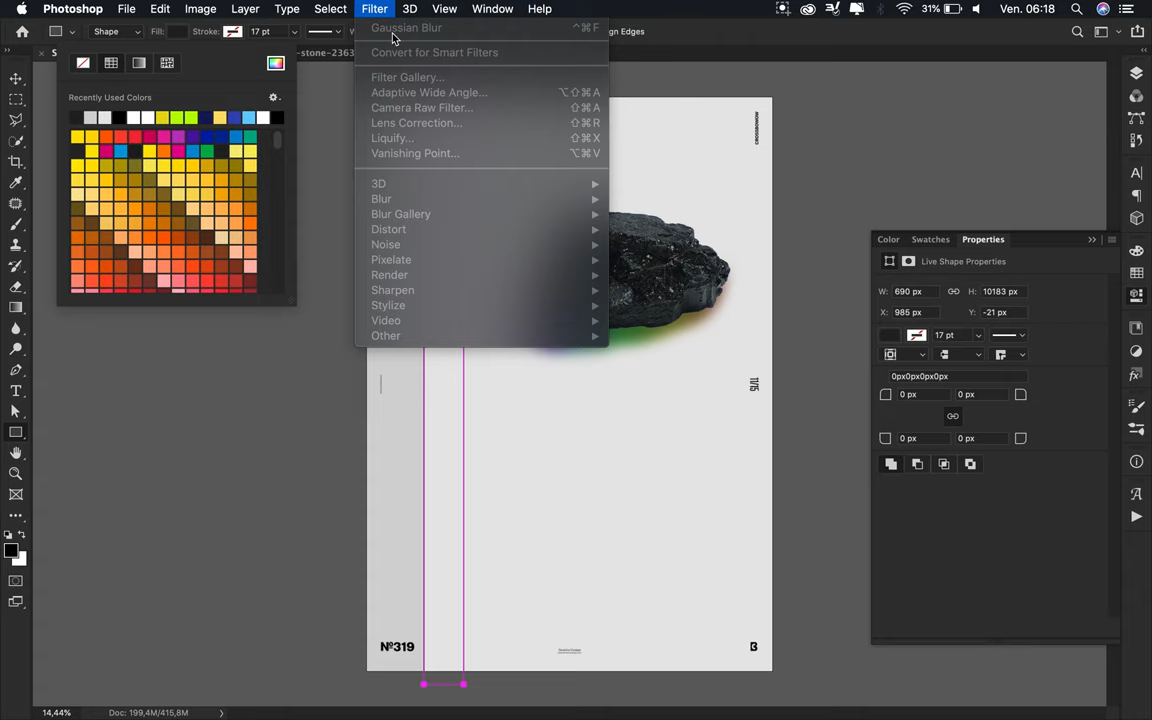 Photoshop File Edit Image Layer Type Select Filter 3D View Window Help 31% Ven. 06:18
Shape Fill: Stroke: 17 pt Edges
Gaussian Blur ^⌘F
Convert for Smart Filters
Filter Gallery...
Adaptive Wide Angle... ⌥⇧⌘A
Camera Raw Filter... ⇧⌘A
Lens Correction... ⇧⌘R
Liquify... ⇧⌘X
Vanishing Point... ⌥⌘V
3D
Blur
Blur Gallery
Distort
Noise
Pixelate
Render
Sharpen
Stylize
Video
Other
Recently Used Colors
-stone-2363
11/15
Nº319
B
Color Swatches Properties
Live Shape Properties
W: 690 px H: 10183 px
X: 985 px Y: -21 px
17 pt
0px0px0px0px
0 px 0 px
0 px 0 px
14,44% Doc: 199,4M/415,8M